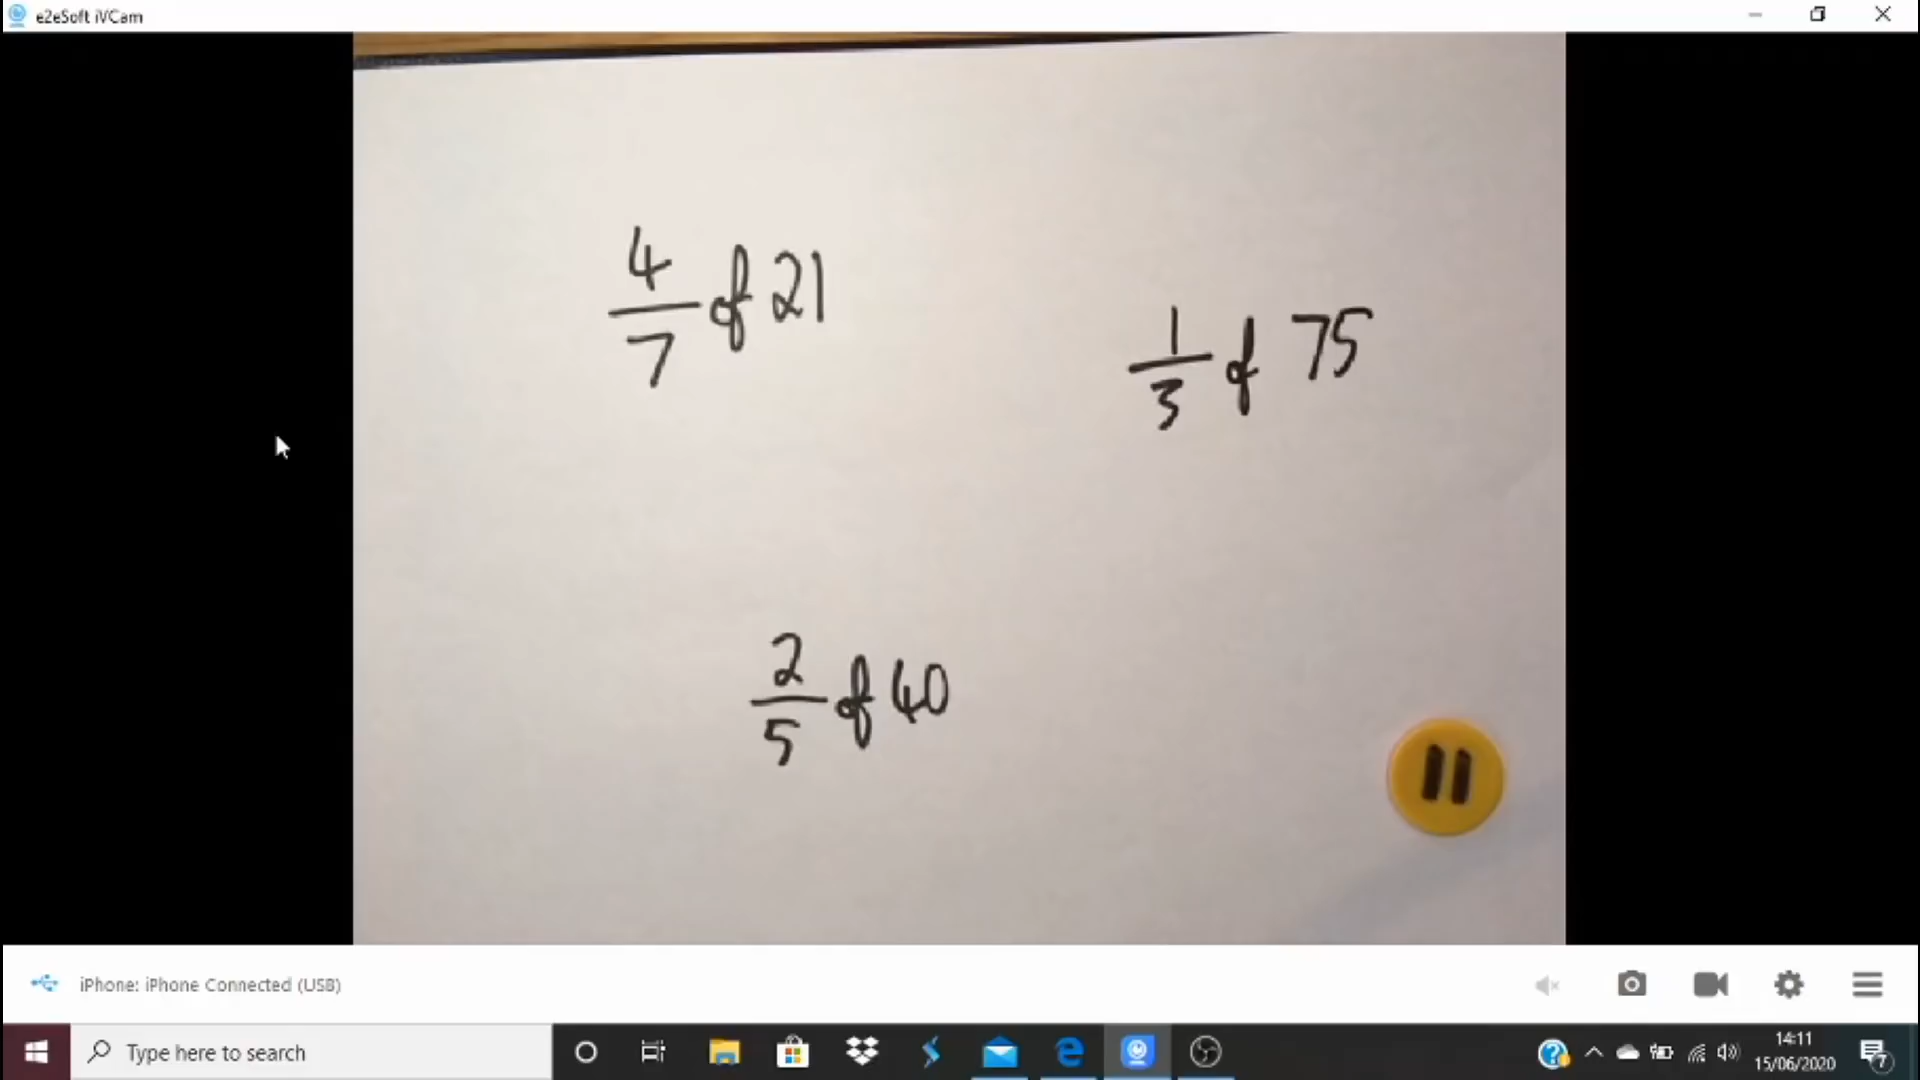 e2eSoft iVCam
4/7 of 21
1/3 of 75
2/5 of 40
iPhone: iPhone Connected (USB)
Type here to search
14:11
15/06/2020
7